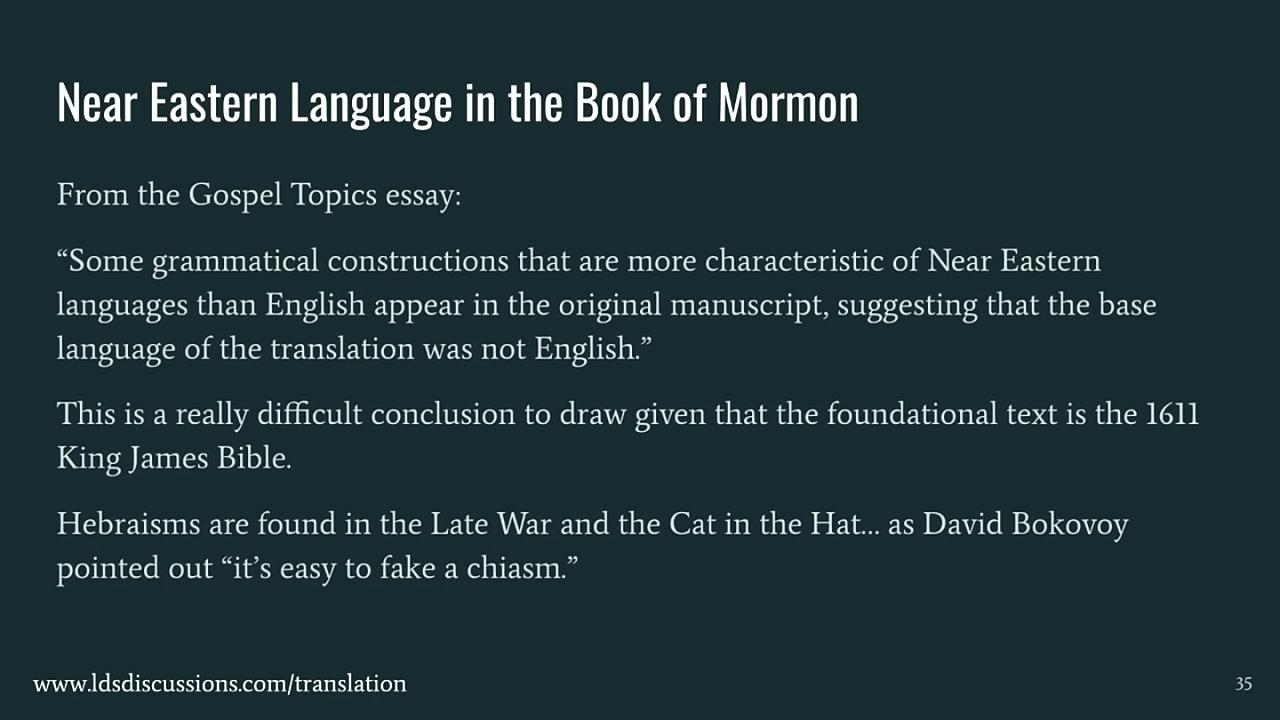 Near Eastern Language in the Book of Mormon
From the Gospel Topics essay:
“Some grammatical constructions that are more characteristic of Near Eastern
languages than English appear in the original manuscript, suggesting that the base
language of the translation was not English.”
This is a really difficult conclusion to draw given that the foundational text is the 1611
King James Bible.
Hebraisms are found in the Late War and the Cat in the Hat... as David Bokovoy
pointed out “it’s easy to fake a chiasm.”
www.ldsdiscussions.com/translation
35